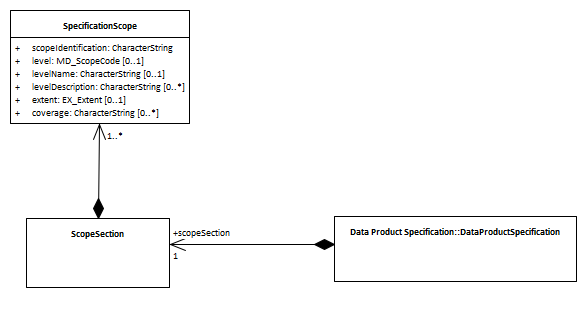 SpecificationScope
+ scopeIdentification: CharacterString
+ level: MD_ScopeCode [0..1]
+ levelName: CharacterString [0..1]
+ levelDescription: CharacterString [0..*]
+ extent: EX_Extent [0..1]
+ coverage: CharacterString [0..*]
1..*
ScopeSection
+scopeSection
1
Data Product Specification::DataProductSpecification